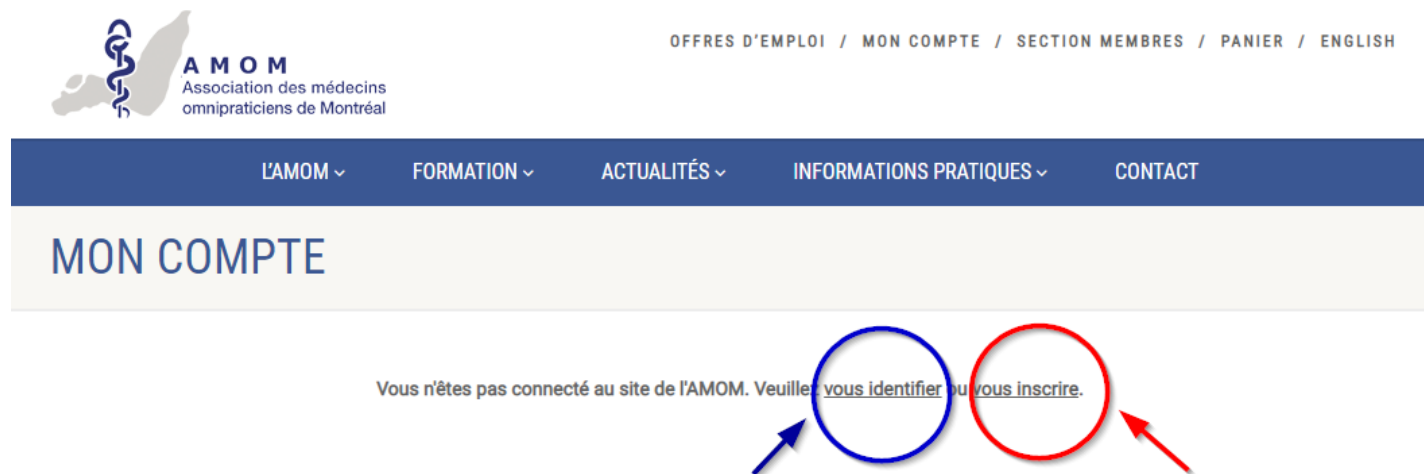 OFFRES D'EMPLOI / MON COMPTE / SECTION MEMBRES / PANIER / ENGLISH
AMOM
Association des médecins
omnipraticiens de Montréal
L'AMOM FORMATION ACTUALITÉS INFORMATIONS PRATIQUES CONTACT
MON COMPTE
Vous n'êtes pas connecté au site de l'AMOM. Veuillez vous identifier ou vous inscrire.